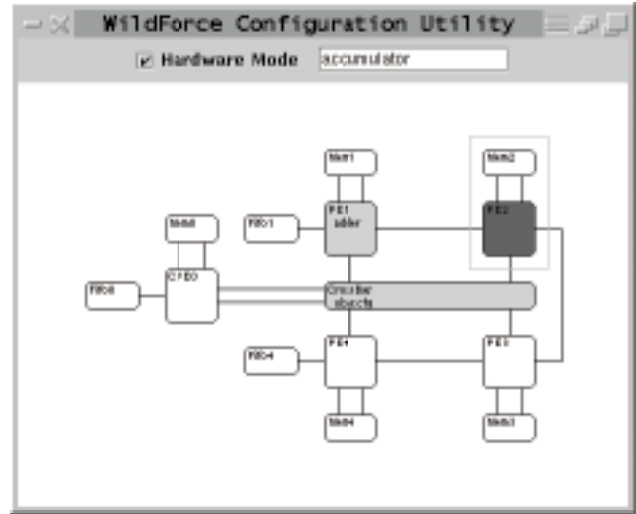 WildForce Configuration Utility
Hardware Mode
accumulator
Mem1
Mem2
PE1
adder
PE2
Fifo1
Mem0
CPE0
Fifo0
Crossbar
PE4
PE3
Fifo4
Mem4
Mem3